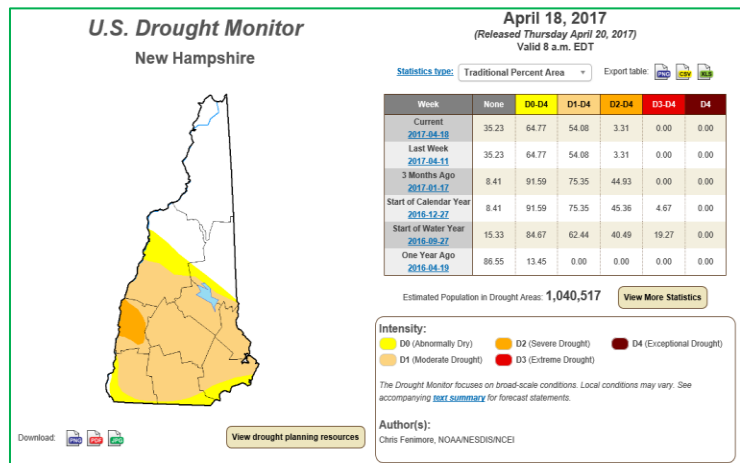 U.S. Drought Monitor
New Hampshire
April 18, 2017
(Released Thursday April 20, 2017)
Valid 8 a.m. EDT
Statistics type: Traditional Percent Area Export table: PNG CSV XLS
Week None D0-D4 D1-D4 D2-D4 D3-D4 D4
Current
2017-04-18 35.23 64.77 54.08 3.31 0.00 0.00
Last Week
2017-04-11 35.23 64.77 54.08 3.31 0.00 0.00
3 Months Ago
2017-01-17 8.41 91.59 75.35 44.93 0.00 0.00
Start of Calendar Year
2016-12-27 8.41 91.59 75.35 45.36 4.67 0.00
Start of Water Year
2016-09-27 15.33 84.67 62.44 40.49 19.27 0.00
One Year Ago
2016-04-19 86.55 13.45 0.00 0.00 0.00 0.00
Estimated Population in Drought Areas: 1,040,517 View More Statistics
Intensity:
D0 (Abnormally Dry) D2 (Severe Drought) D4 (Exceptional Drought)
D1 (Moderate Drought) D3 (Extreme Drought)
The Drought Monitor focuses on broad-scale conditions. Local conditions may vary. See
accompanying text summary for forecast statements.
Author(s):
Chris Fenimore, NOAA/NESDIS/NCEI
Download: PNG PDF JPG View drought planning resources